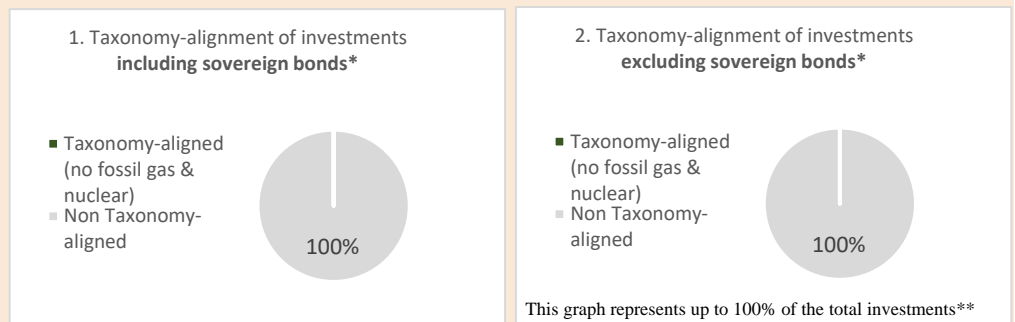 1. Taxonomy-alignment of investments
including sovereign bonds*
Taxonomy-aligned
(no fossil gas &
nuclear)
Non Taxonomy-
aligned
100%
2. Taxonomy-alignment of investments
excluding sovereign bonds*
Taxonomy-aligned
(no fossil gas &
nuclear)
Non Taxonomy-
aligned
100%
This graph represents up to 100% of the total investments**